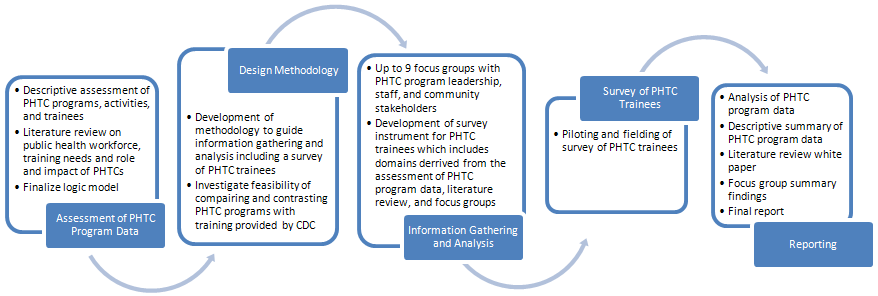 • Descriptive assessment of
PHTC programs, activities,
and trainees
• Literature review on
public health workforce,
training needs and role
and impact of PHTCs
• Finalize logic model
Assessment of PHTC
Program Data
Design Methodology
• Development of
methodology to guide
information gathering and
analysis including a survey
of PHTC trainees
• Investigate feasibility of
comparing and contrasting
PHTC programs with
training provided by CDC
• Up to 9 focus groups with
PHTC program leadership,
staff, and community
stakeholders
• Development of survey
instrument for PHTC
trainees which includes
domains derived from the
assessment of PHTC
program data, literature
review, and focus groups
Information Gathering
and Analysis
Survey of PHTC
Trainees
• Piloting and fielding of
survey of PHTC trainees
• Analysis of PHTC
program data
• Descriptive summary of
PHTC program data
• Literature review white
paper
• Focus group summary
findings
• Final report
Reporting